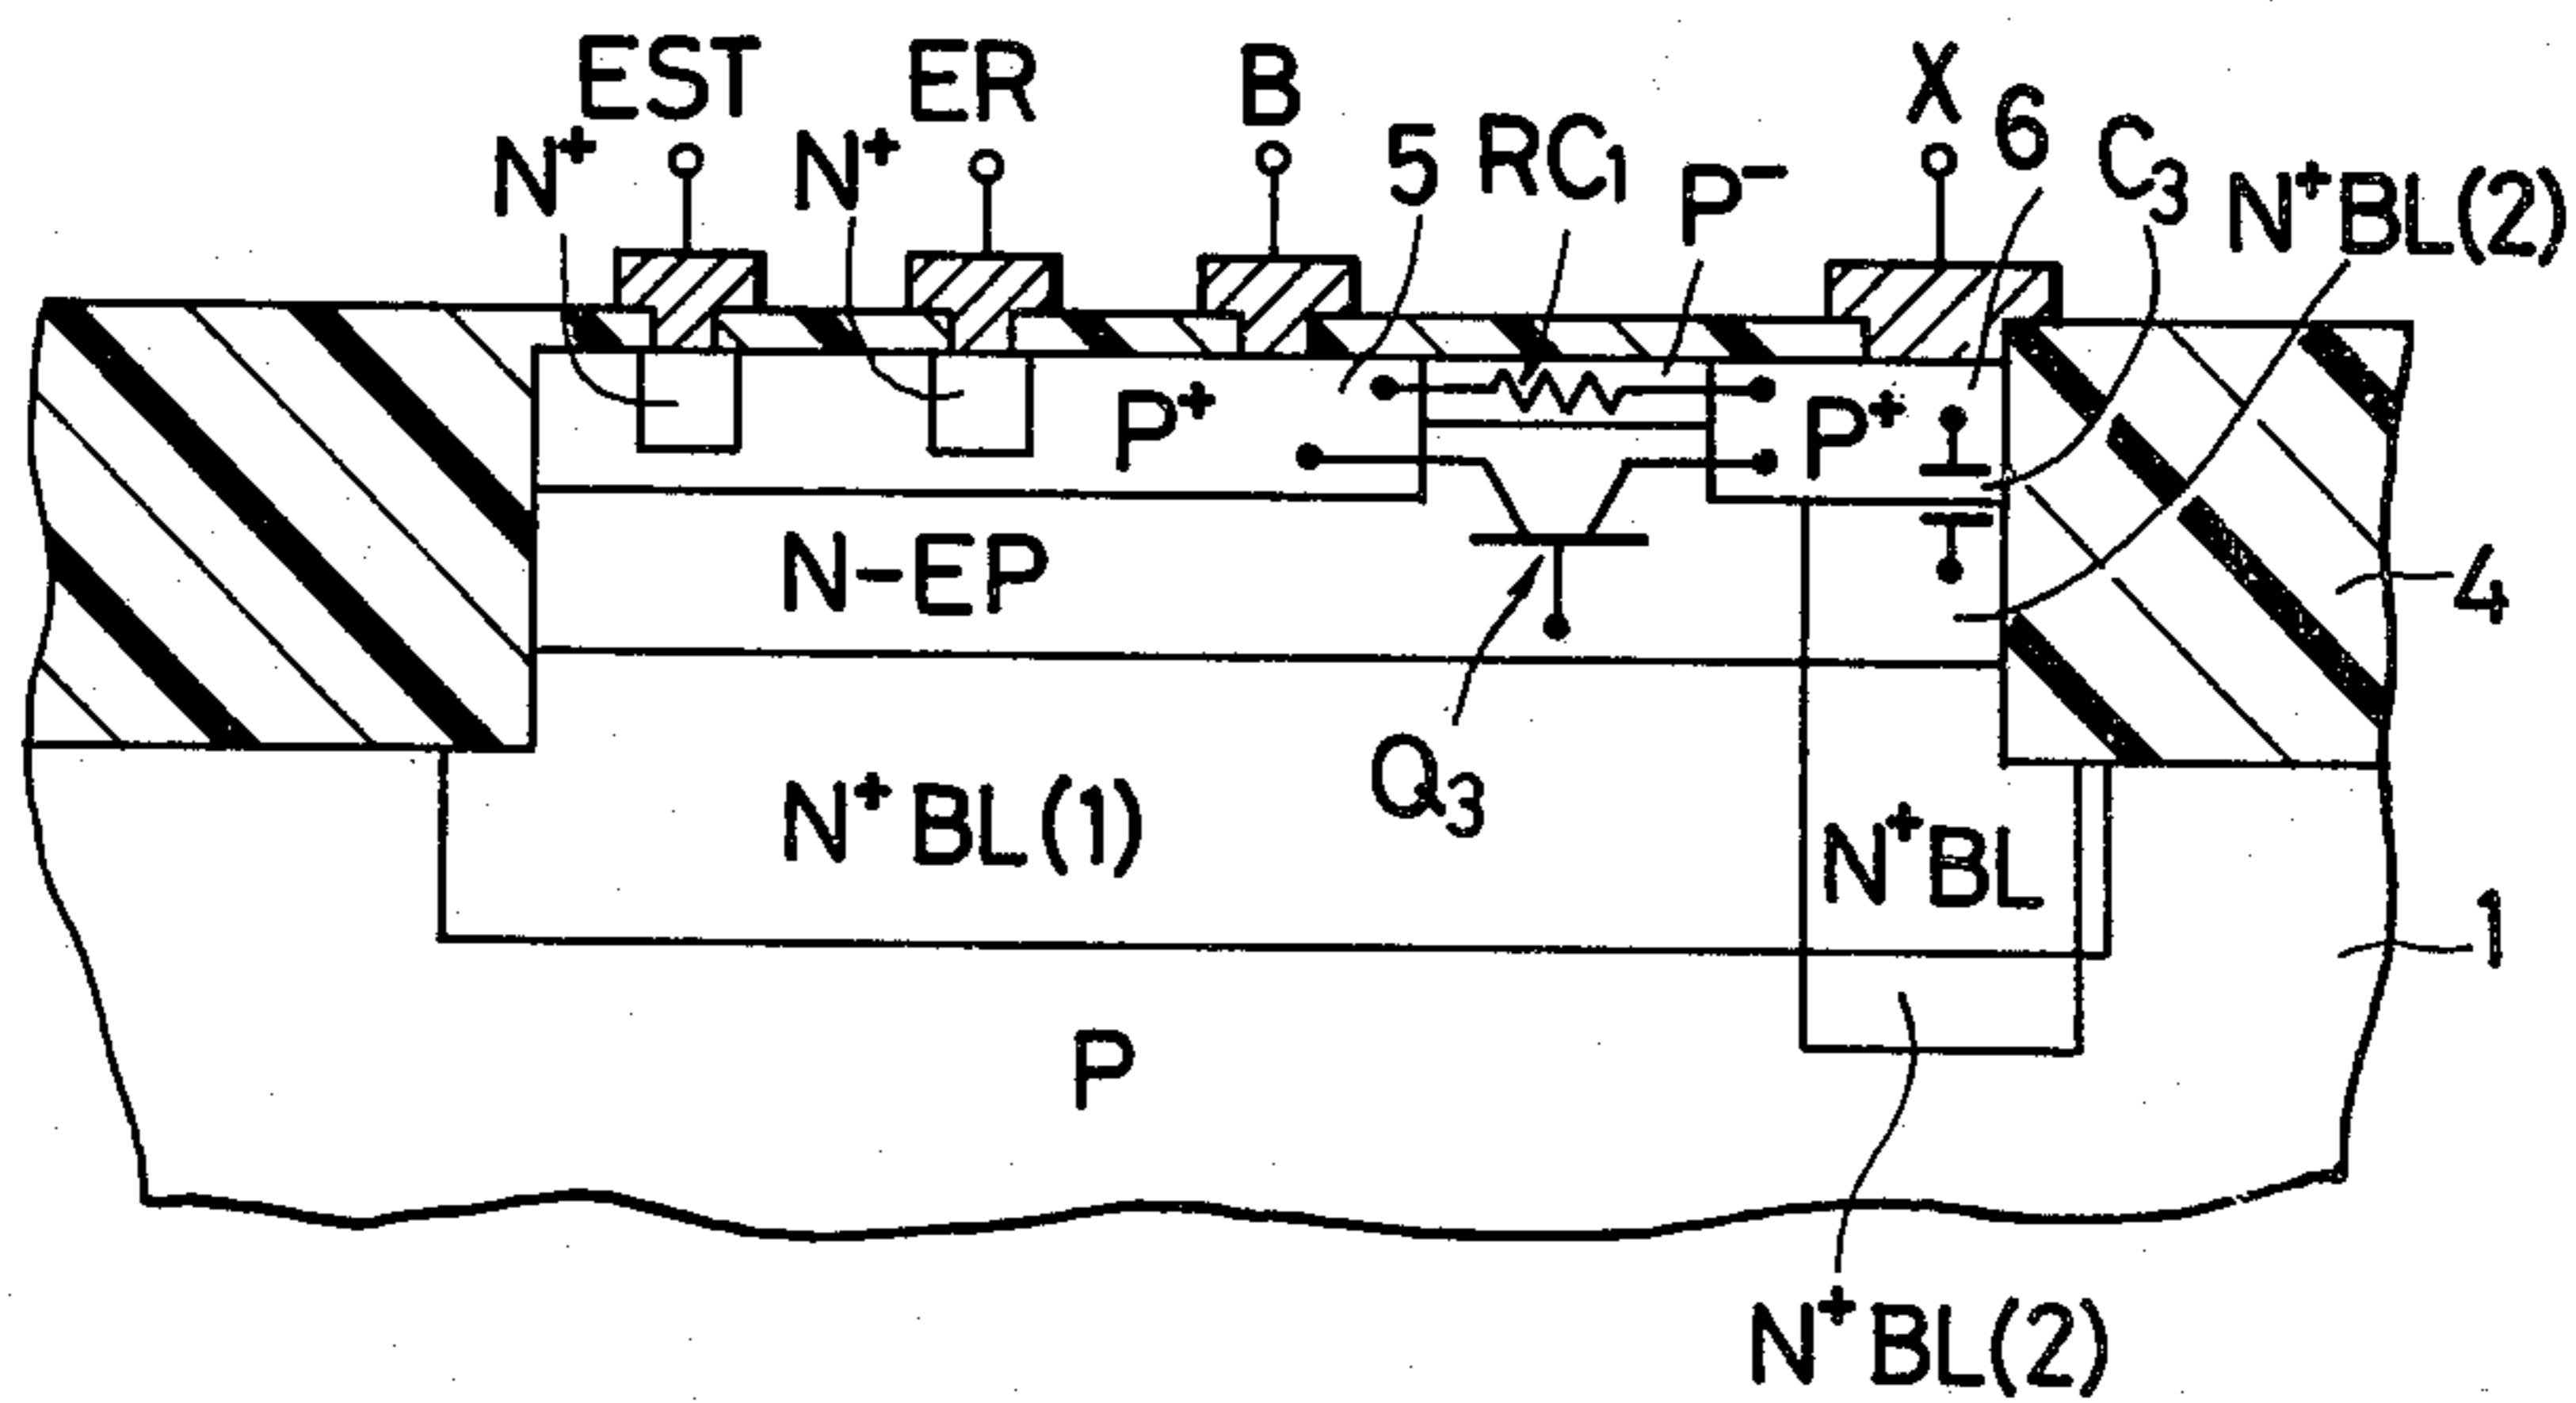 EST ER B X
N+ N+ 5 RC1 P− 6 C3 N+BL(2)
P+ P+
N-EP 4
Q3
N+BL(1) N+BL
1
P
N+BL(2)